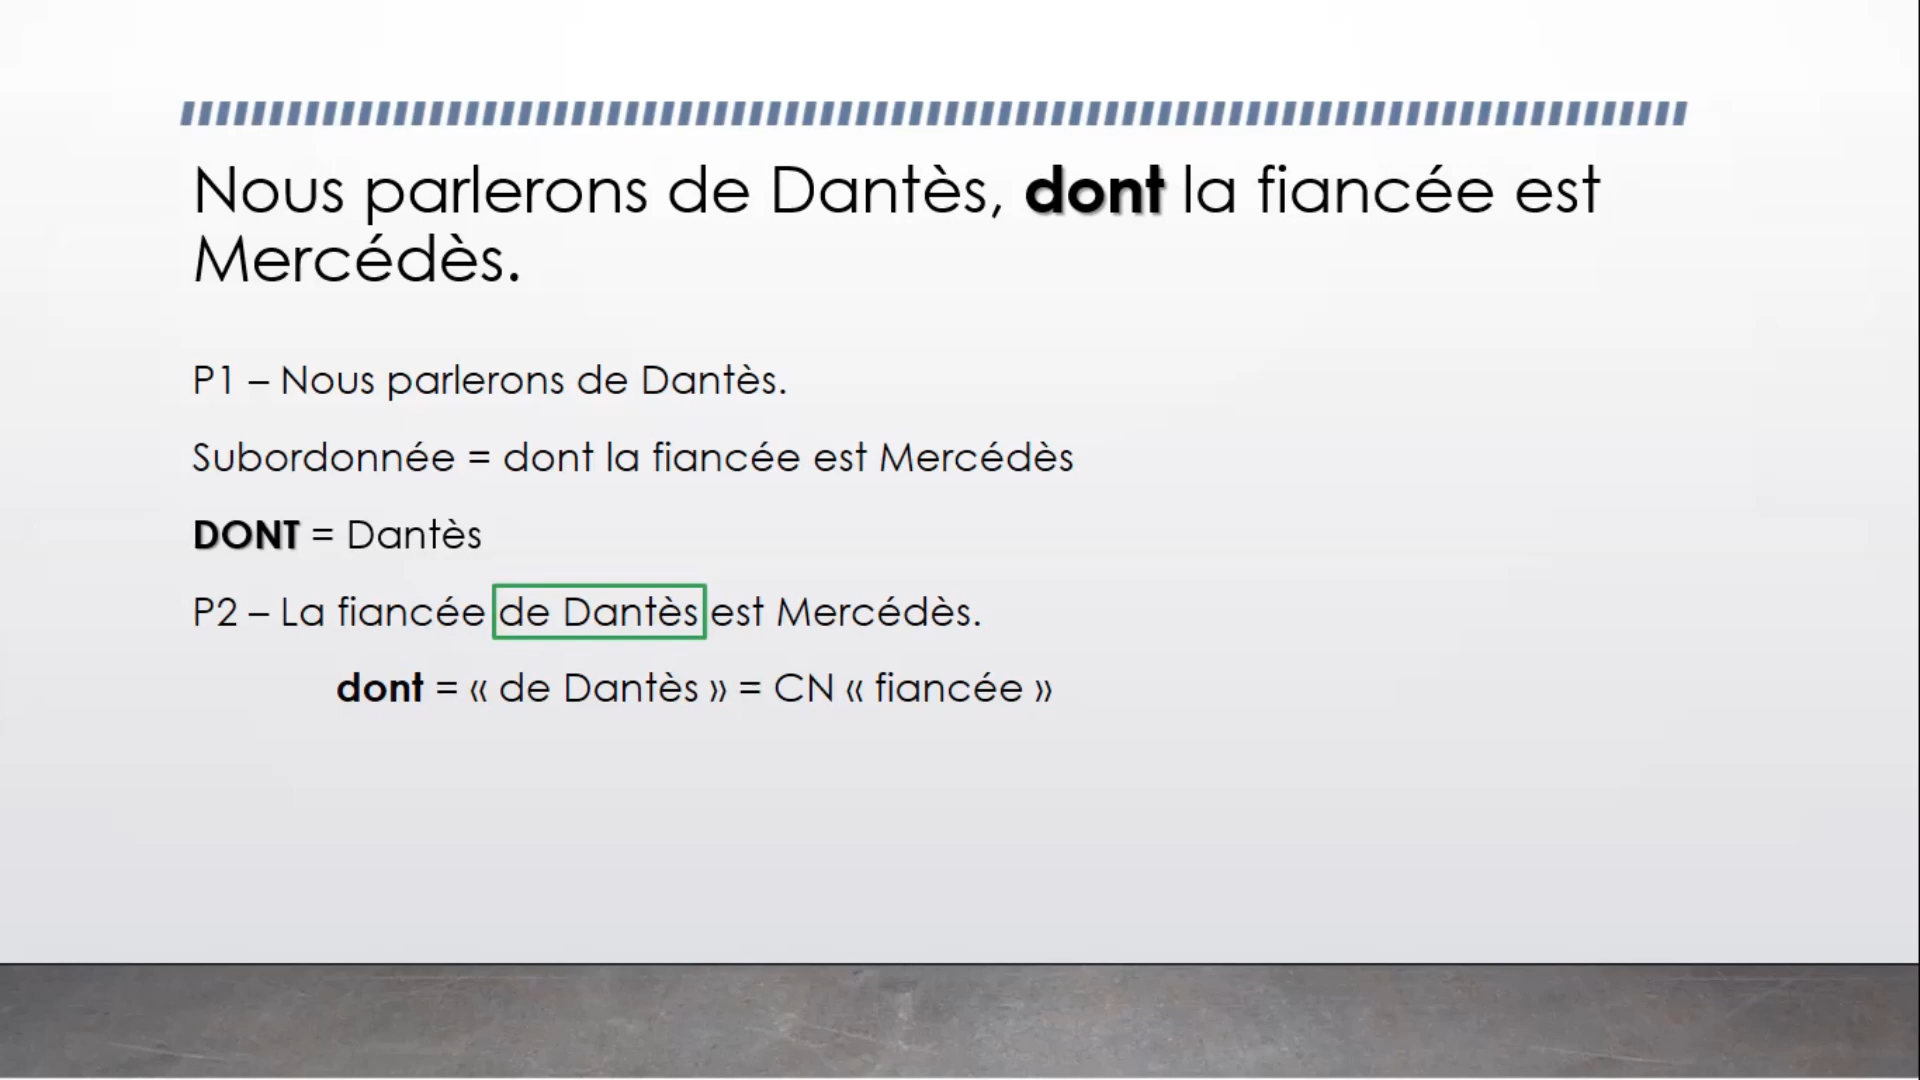 Nous parlerons de Dantès, dont la fiancée est
Mercédès.
P1 – Nous parlerons de Dantès.
Subordonnée = dont la fiancée est Mercédès
DONT = Dantès
P2 – La fiancée de Dantès est Mercédès.
dont = « de Dantès » = CN « fiancée »